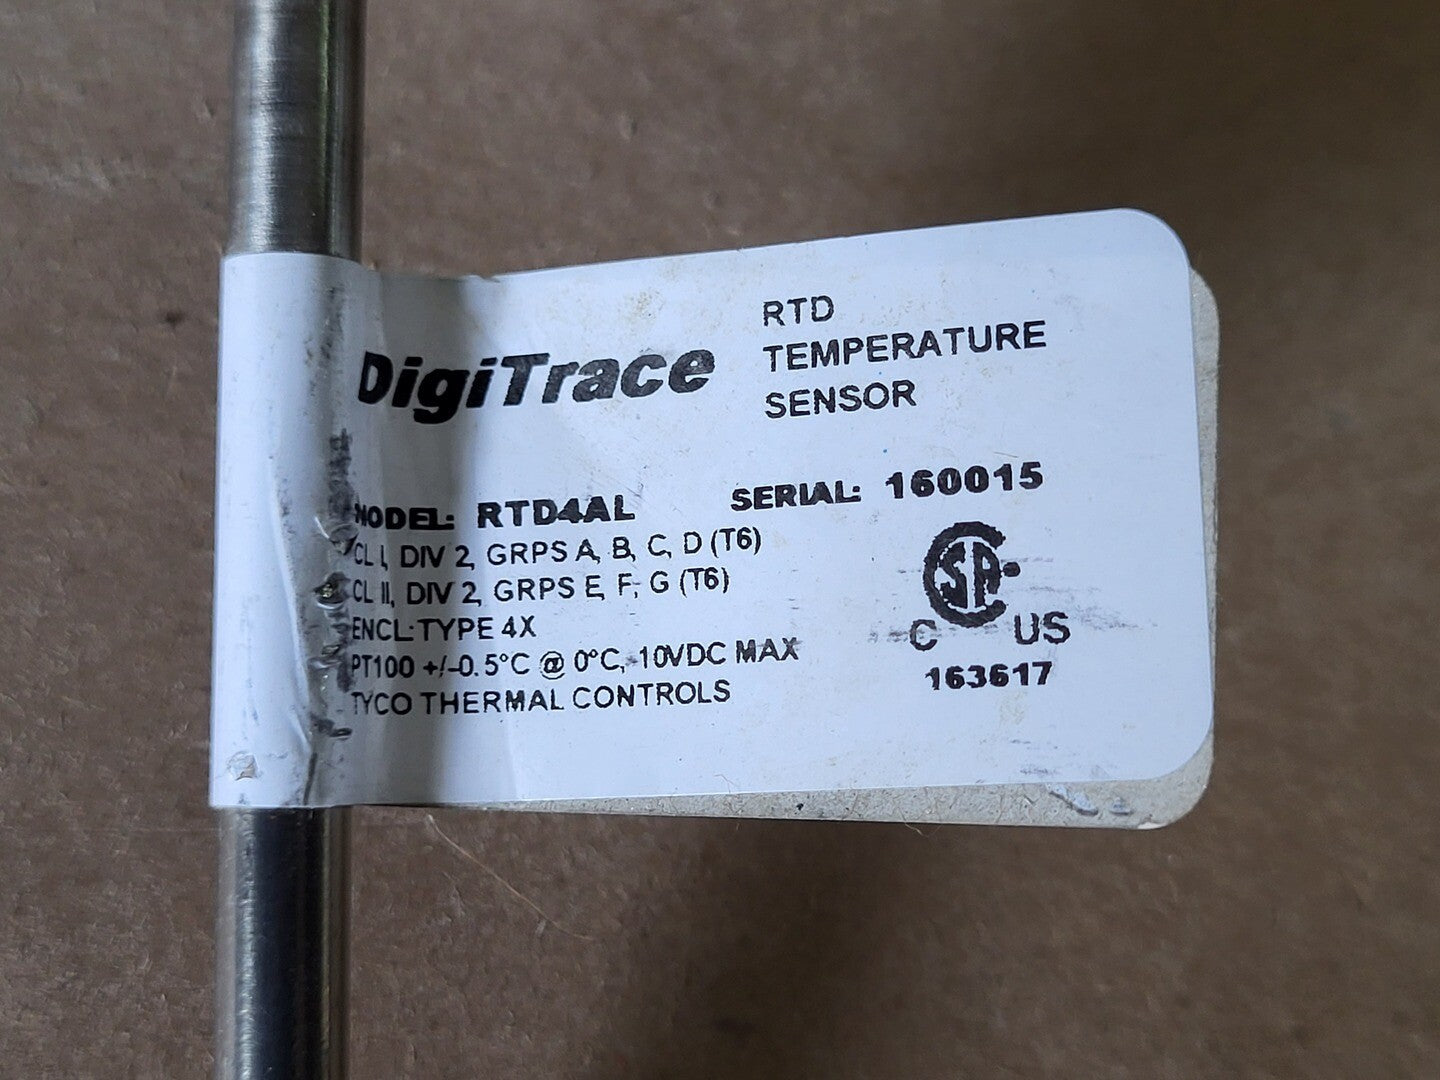 DigiTrace
RTD
TEMPERATURE
SENSOR
MODEL: RTD4AL SERIAL: 160015
CL I, DIV 2, GRPS A, B, C, D (T6)
CL II, DIV 2, GRPS E, F, G (T6)
ENCL-TYPE 4X
PT100 +/-0.5°C @ 0°C, 10VDC MAX
TYCO THERMAL CONTROLS
SA
C US
163617